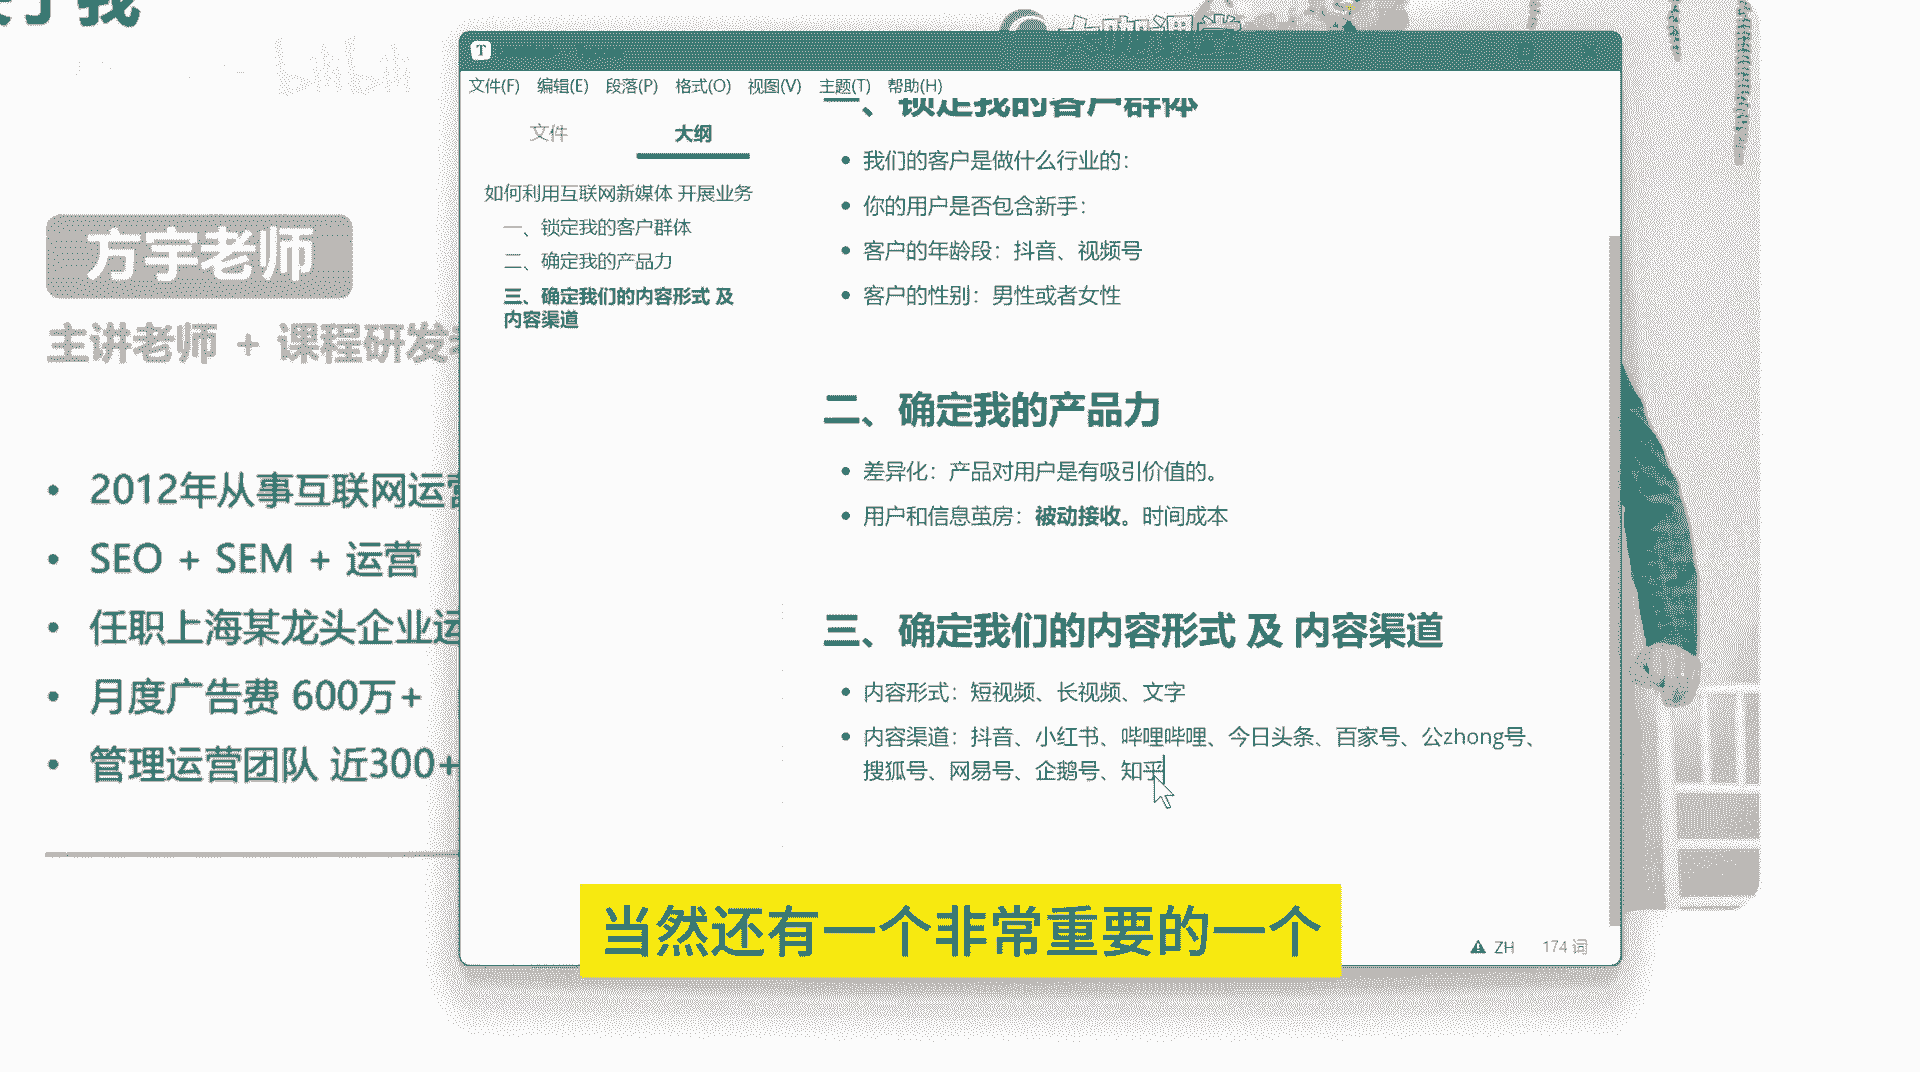 bilibili
大咖课堂
方宇老师
主讲老师 + 课程研发
2012年从事互联网运营
SEO + SEM + 运营
任职上海某龙头企业运
月度广告费 600万+
管理运营团队 近300+
T
文件(F) 编辑(E) 段落(P) 格式(O) 视图(V) 主题(T) 帮助(H)
文件 大纲
如何利用互联网新媒体 开展业务
一、锁定我的客户群体
二、确定我的产品力
三、确定我们的内容形式 及
内容渠道
一、锁定我的客户群体
我们的客户是做什么行业的：
你的用户是否包含新手：
客户的年龄段：抖音、视频号
客户的性别：男性或者女性
二、确定我的产品力
差异化：产品对用户是有吸引价值的。
用户和信息茧房：被动接收。时间成本
三、确定我们的内容形式 及 内容渠道
内容形式：短视频、长视频、文字
内容渠道：抖音、小红书、哔哩哔哩、今日头条、百家号、公zhong号、
搜狐号、网易号、企鹅号、知乎
ZH 174 词
当然还有一个非常重要的一个